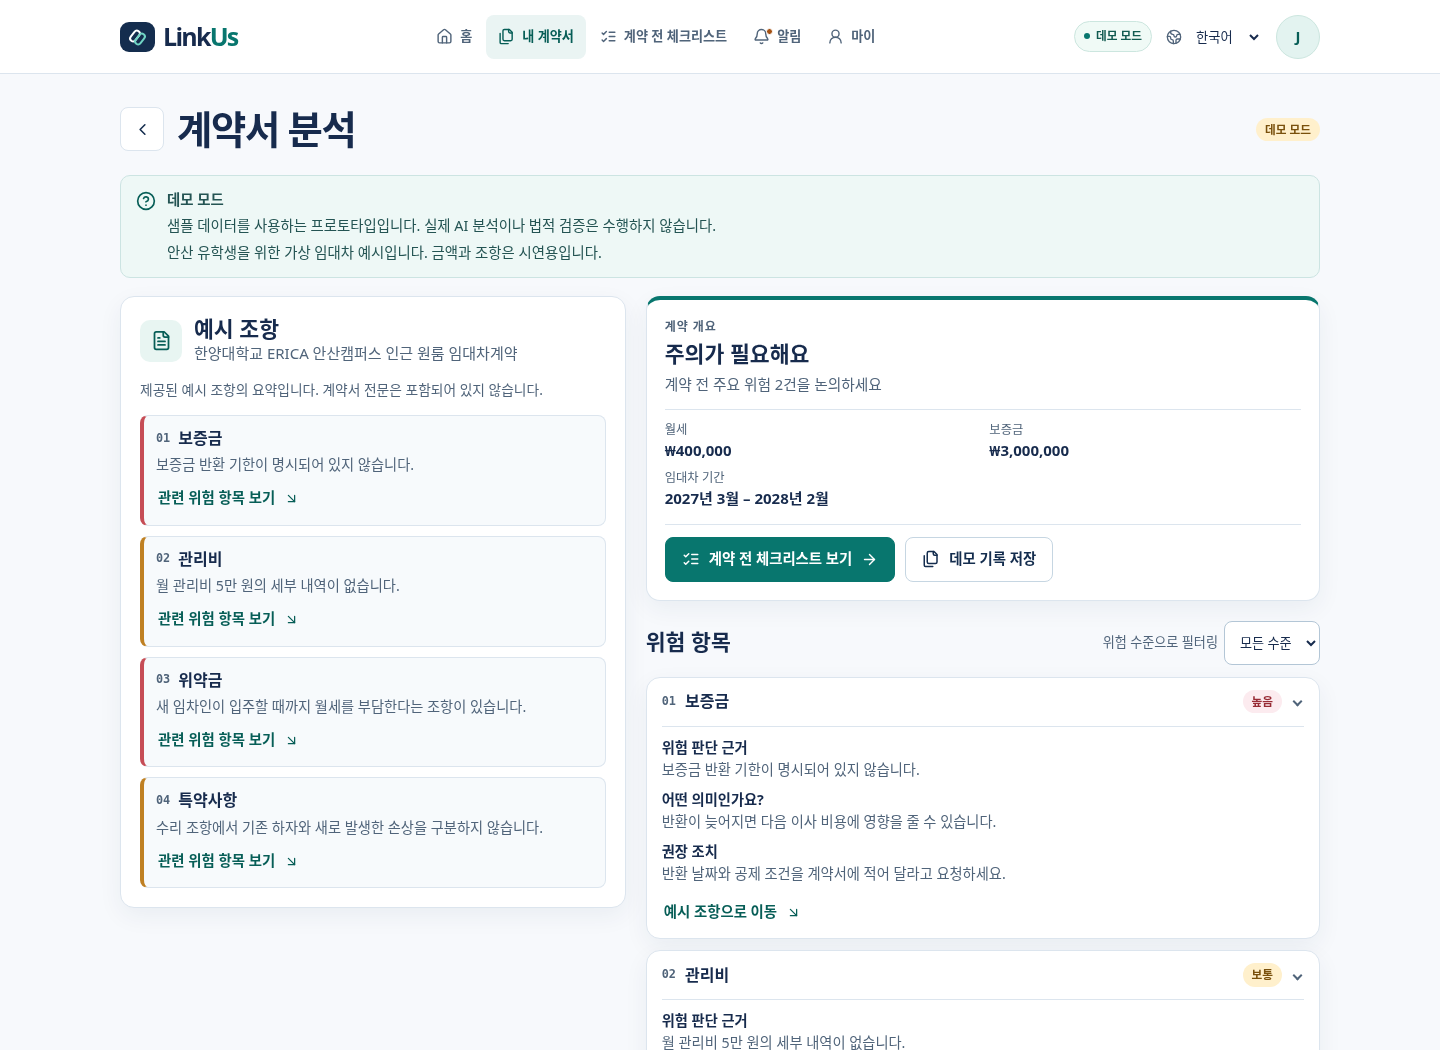 LinkUs
홈
내 계약서
계약 전 체크리스트
알림
마이
데모 모드
한국어
J
계약서 분석
데모 모드
데모 모드
샘플 데이터를 사용하는 프로토타입입니다. 실제 AI 분석이나 법적 검증은 수행하지 않습니다.
안산 유학생을 위한 가상 임대차 예시입니다. 금액과 조항은 시연용입니다.
예시 조항
한양대학교 ERICA 안산캠퍼스 인근 원룸 임대차계약
제공된 예시 조항의 요약입니다. 계약서 전문은 포함되어 있지 않습니다.
01 보증금
보증금 반환 기한이 명시되어 있지 않습니다.
관련 위험 항목 보기
02 관리비
월 관리비 5만 원의 세부 내역이 없습니다.
관련 위험 항목 보기
03 위약금
새 임차인이 입주할 때까지 월세를 부담한다는 조항이 있습니다.
관련 위험 항목 보기
04 특약사항
수리 조항에서 기존 하자와 새로 발생한 손상을 구분하지 않습니다.
관련 위험 항목 보기
계약 개요
주의가 필요해요
계약 전 주요 위험 2건을 논의하세요
월세
₩400,000
보증금
₩3,000,000
임대차 기간
2027년 3월 – 2028년 2월
계약 전 체크리스트 보기
데모 기록 저장
위험 항목
위험 수준으로 필터링
모든 수준
01 보증금
높음
위험 판단 근거
보증금 반환 기한이 명시되어 있지 않습니다.
어떤 의미인가요?
반환이 늦어지면 다음 이사 비용에 영향을 줄 수 있습니다.
권장 조치
반환 날짜와 공제 조건을 계약서에 적어 달라고 요청하세요.
예시 조항으로 이동
02 관리비
보통
위험 판단 근거
월 관리비 5만 원의 세부 내역이 없습니다.